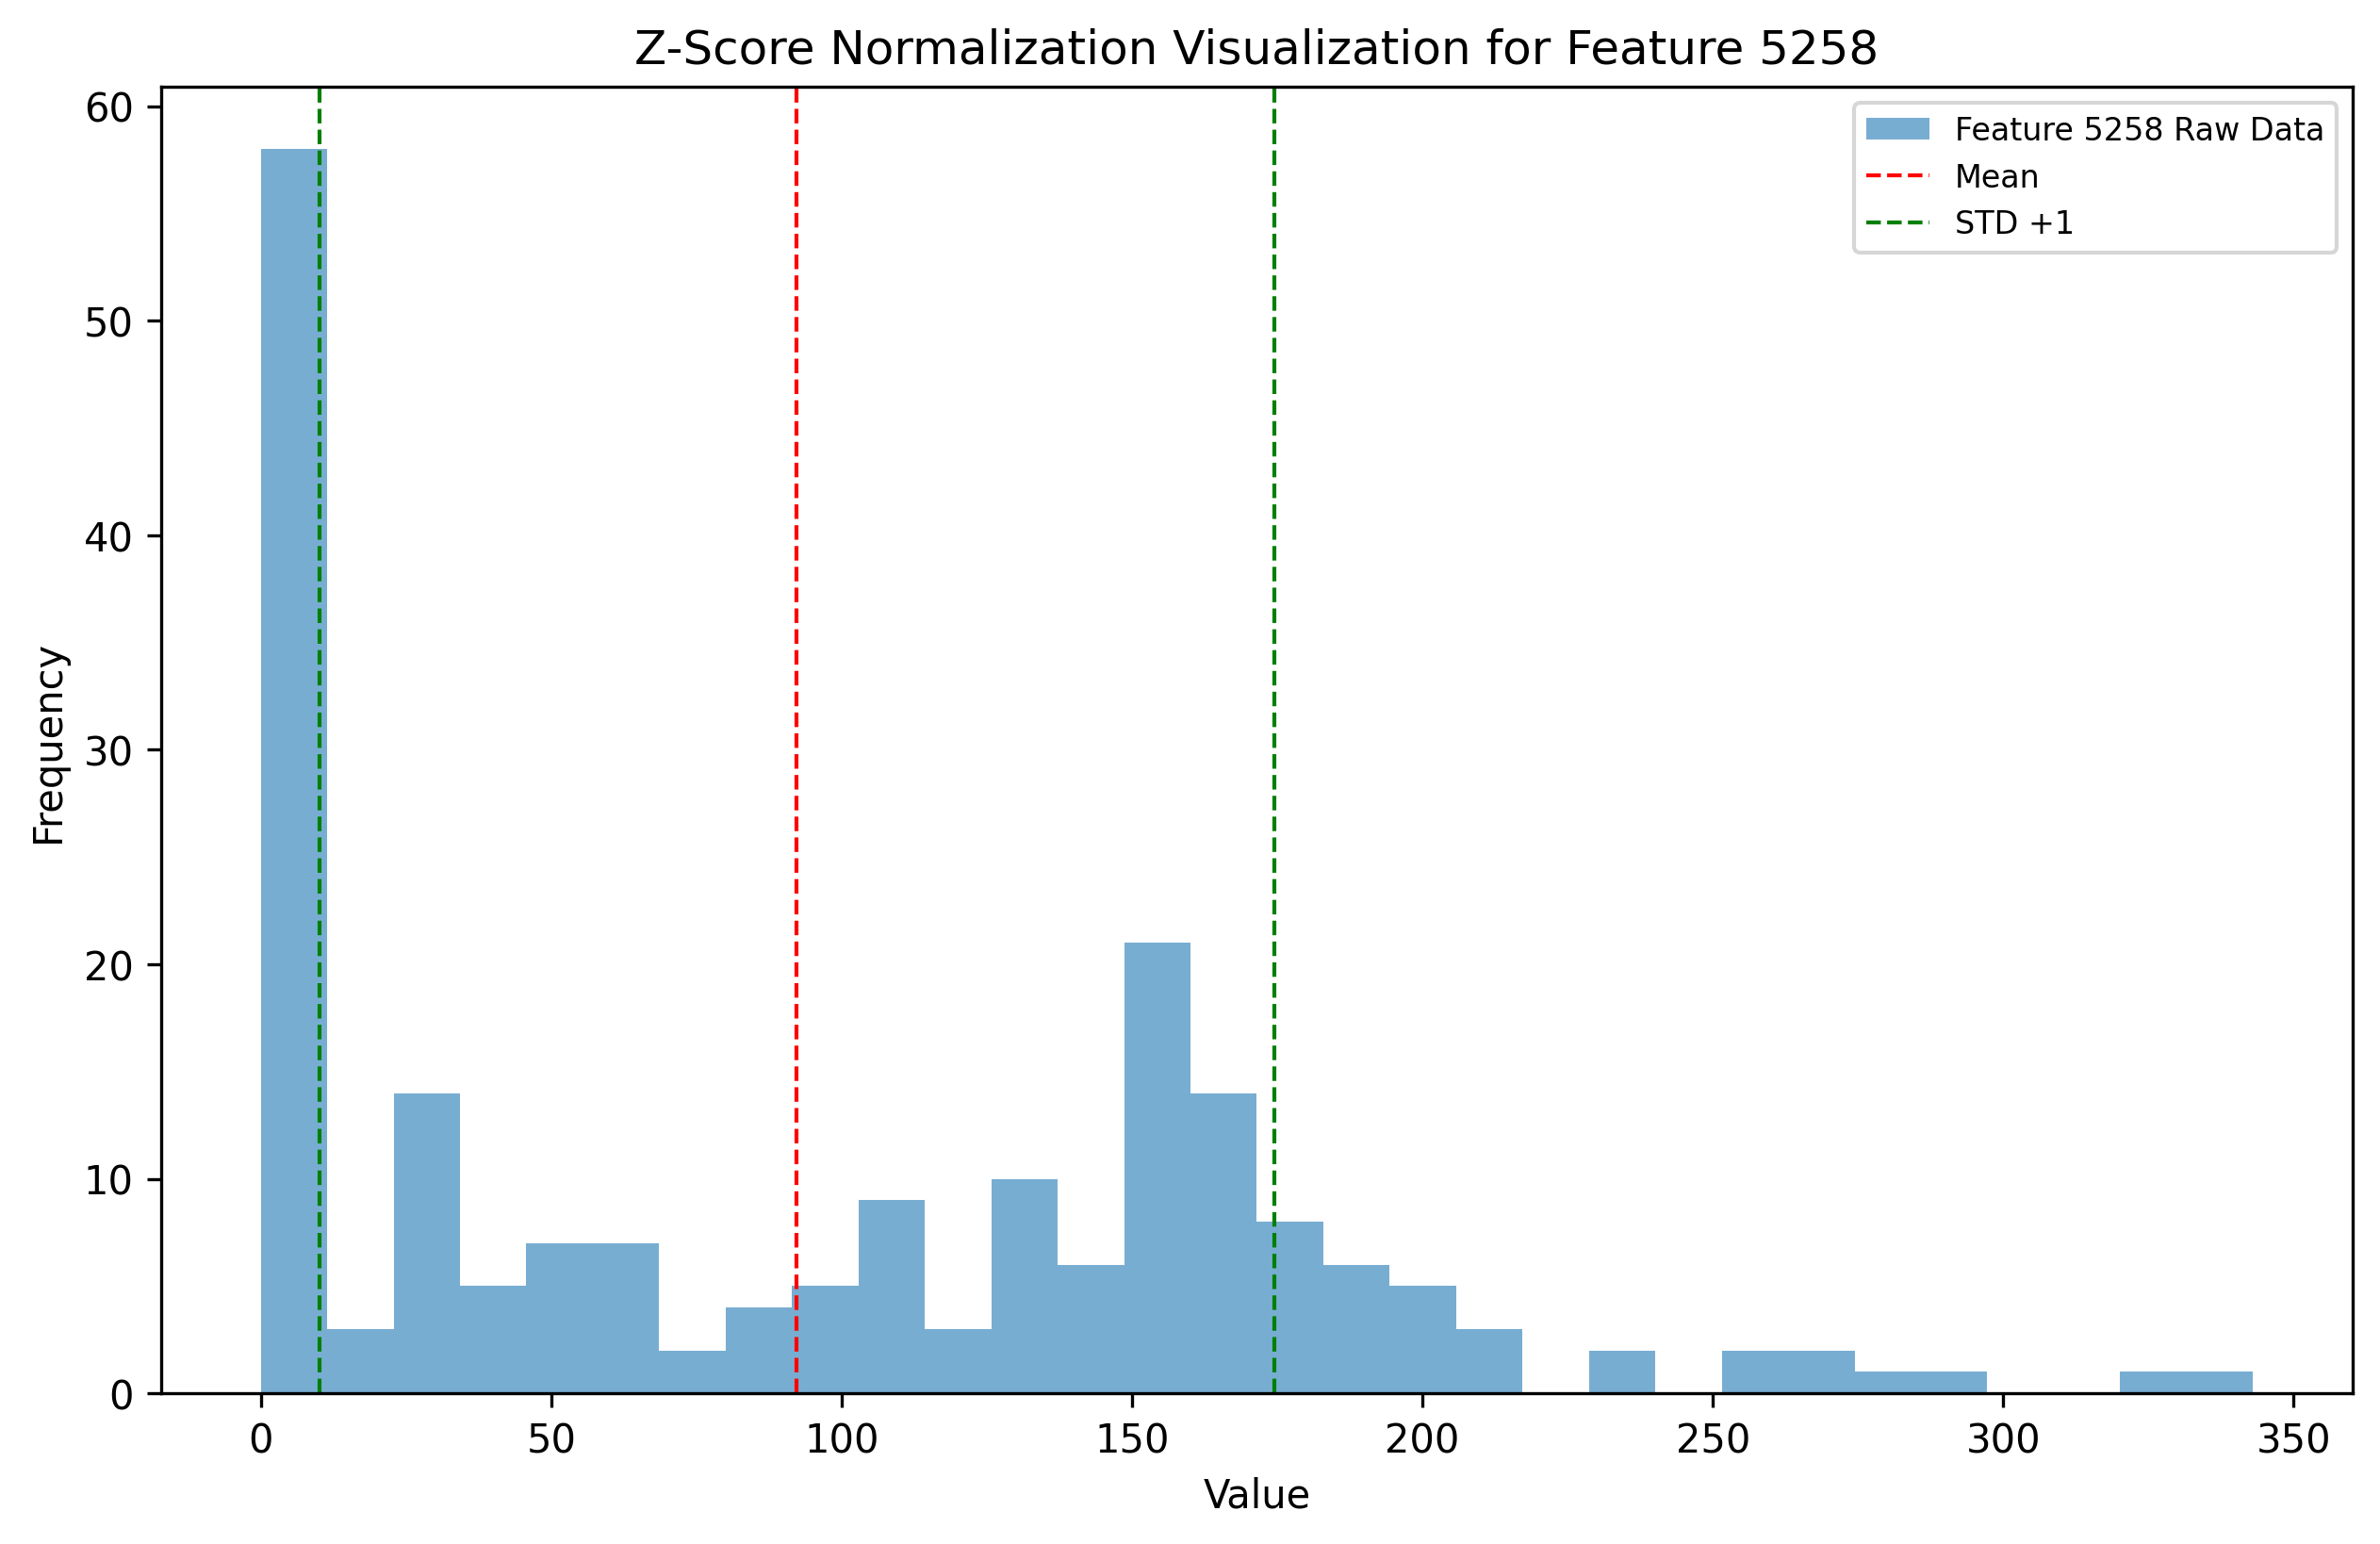 Z-Score Normalization Visualization for Feature 5258
Feature 5258 Raw Data
Mean
STD +1
60
50
40
30
20
10
0
Frequency
0 50 100 150 200 250 300 350
Value